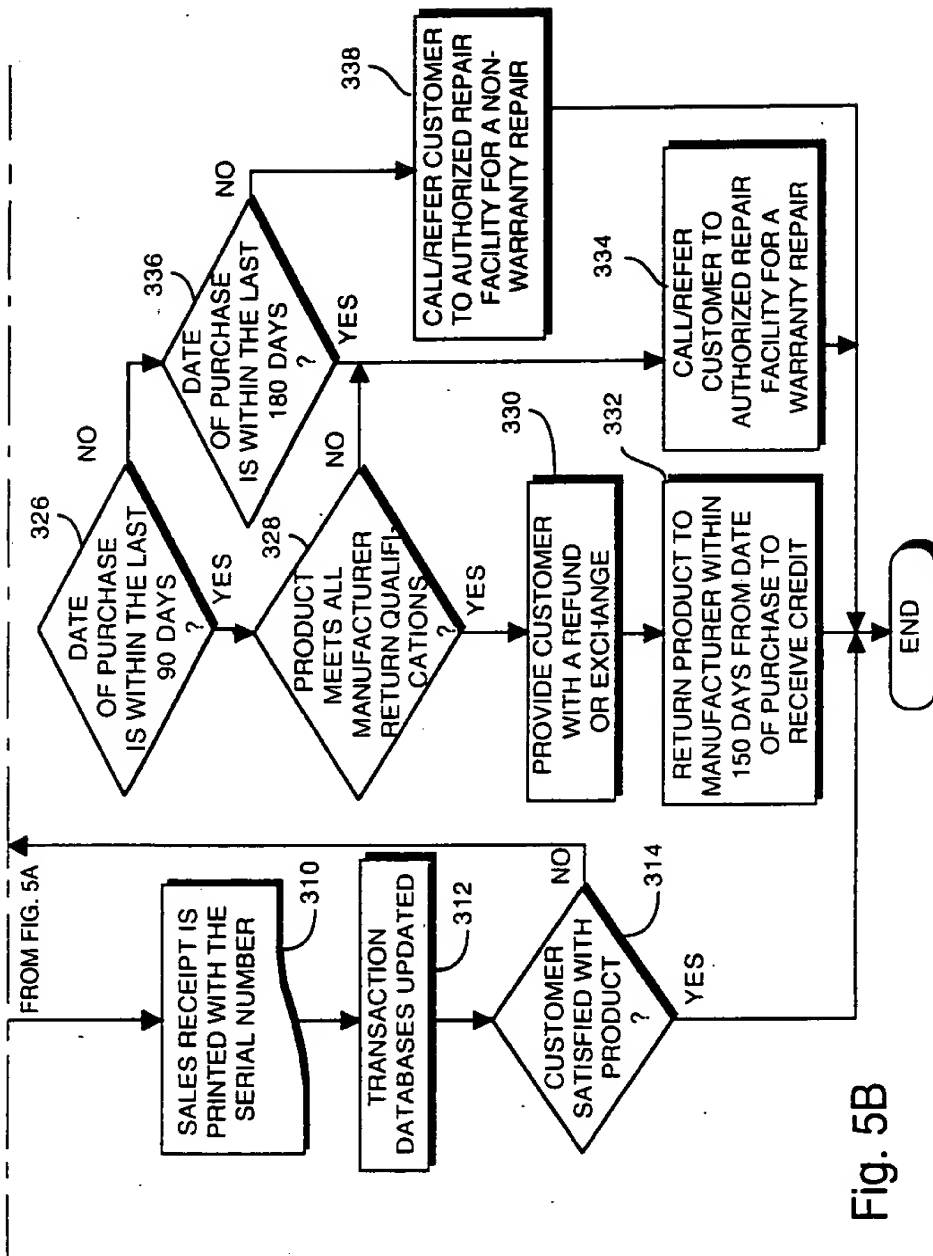 FROM FIG. 5A
SALES RECEIPT IS
PRINTED WITH THE
SERIAL NUMBER
310
TRANSACTION
DATABASES UPDATED
312
CUSTOMER
SATISFIED WITH
PRODUCT
?
314
NO
YES
326
DATE
OF PURCHASE
IS WITHIN THE LAST
90 DAYS
?
NO
YES
328
PRODUCT
MEETS ALL
MANUFACTURER
RETURN QUALIFI-
CATIONS
?
NO
YES
330
PROVIDE CUSTOMER
WITH A REFUND
OR EXCHANGE
332
RETURN PRODUCT TO
MANUFACTURER WITHIN
150 DAYS FROM DATE
OF PURCHASE TO
RECEIVE CREDIT
336
DATE
OF PURCHASE
IS WITHIN THE LAST
180 DAYS
?
NO
YES
338
CALL/REFER CUSTOMER
TO AUTHORIZED REPAIR
FACILITY FOR A NON-
WARRANTY REPAIR
334
CALL/REFER
CUSTOMER TO
AUTHORIZED REPAIR
FACILITY FOR A
WARRANTY REPAIR
END
Fig. 5B